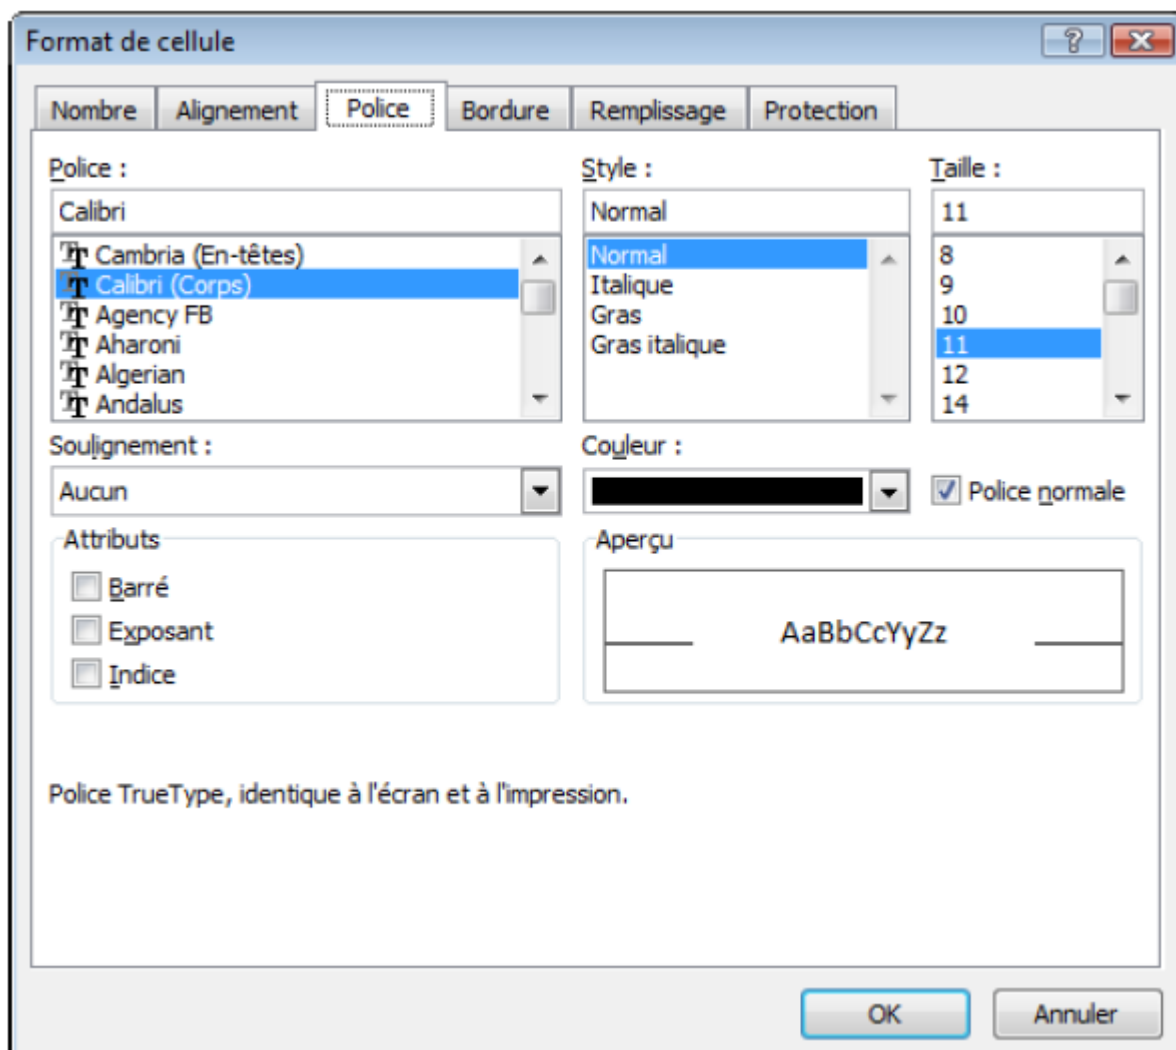 Format de cellule
Nombre Alignement Police Bordure Remplissage Protection
Police : Style : Taille :
Calibri Normal 11
Cambria (En-têtes) Normal 8
Calibri (Corps) Italique 9
Agency FB Gras 10
Aharoni Gras italique 11
Algerian 12
Andalus 14
Soulignement : Couleur :
Aucun Police normale
Attributs Aperçu
Barré
Exposant AaBbCcYyZz
Indice
Police TrueType, identique à l'écran et à l'impression.
OK Annuler